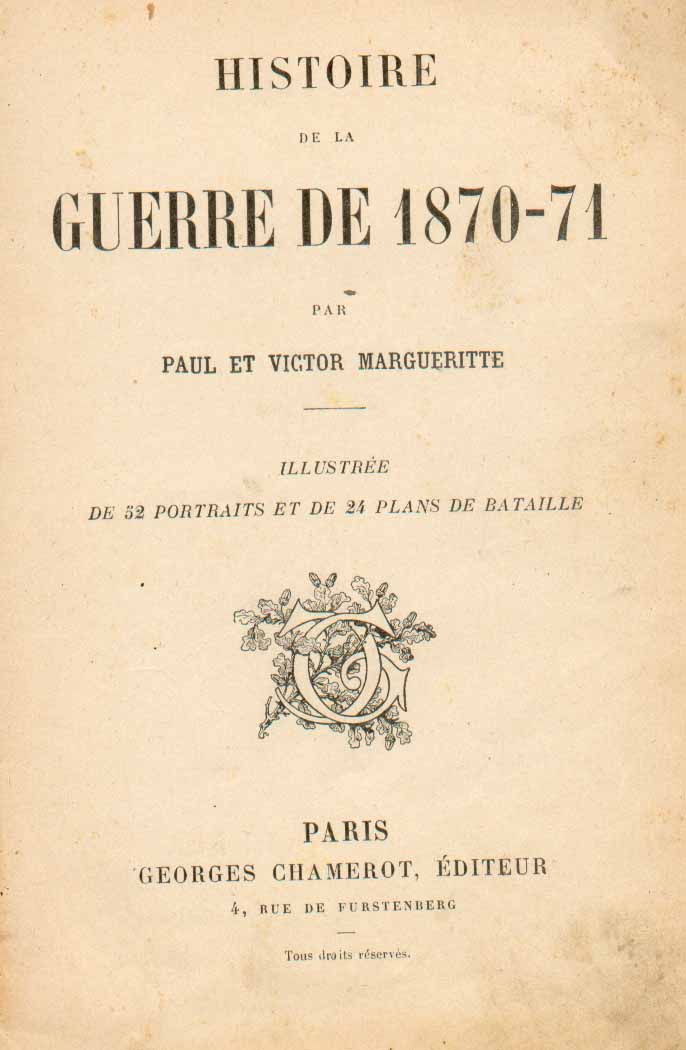 HISTOIRE
DE LA
GUERRE DE 1870-71
PAR
PAUL ET VICTOR MARGUERITTE
ILLUSTRÉE
DE 32 PORTRAITS ET DE 24 PLANS DE BATAILLE
PARIS
GEORGES CHAMEROT, ÉDITEUR
4, RUE DE FURSTENBERG
Tous droits réservés.